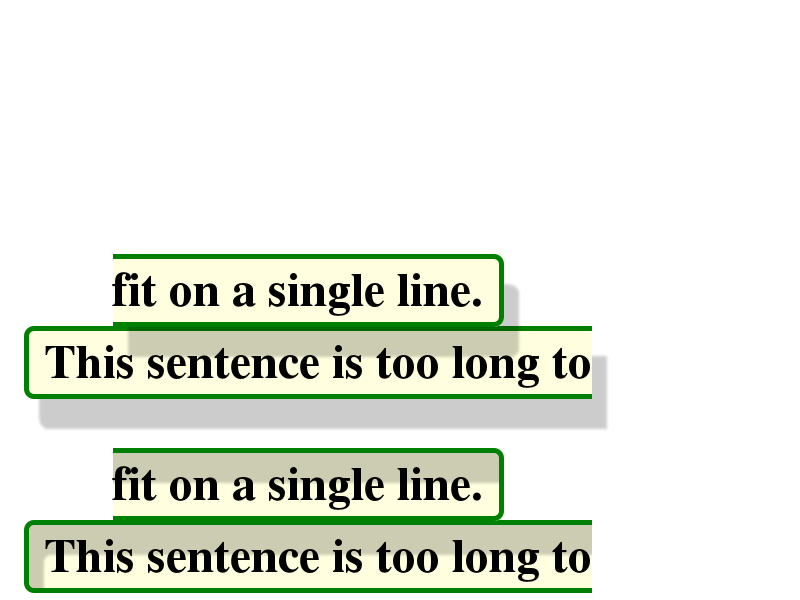 fit on a single line.
This sentence is too long to
fit on a single line.
This sentence is too long to